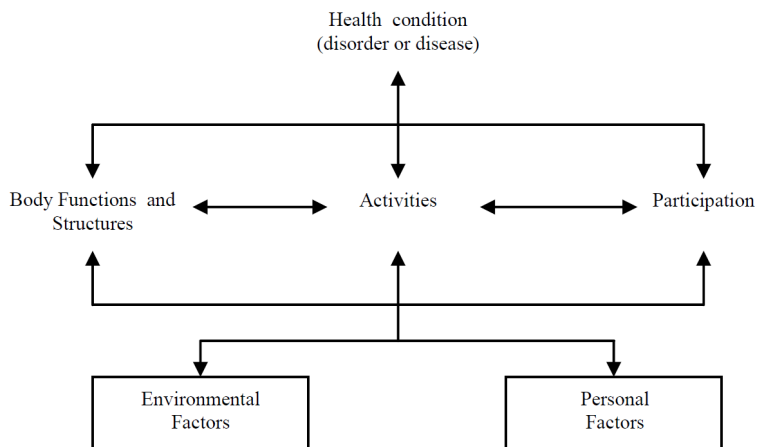 Health condition
(disorder or disease)
Body Functions and
Structures
Activities
Participation
Environmental
Factors
Personal
Factors